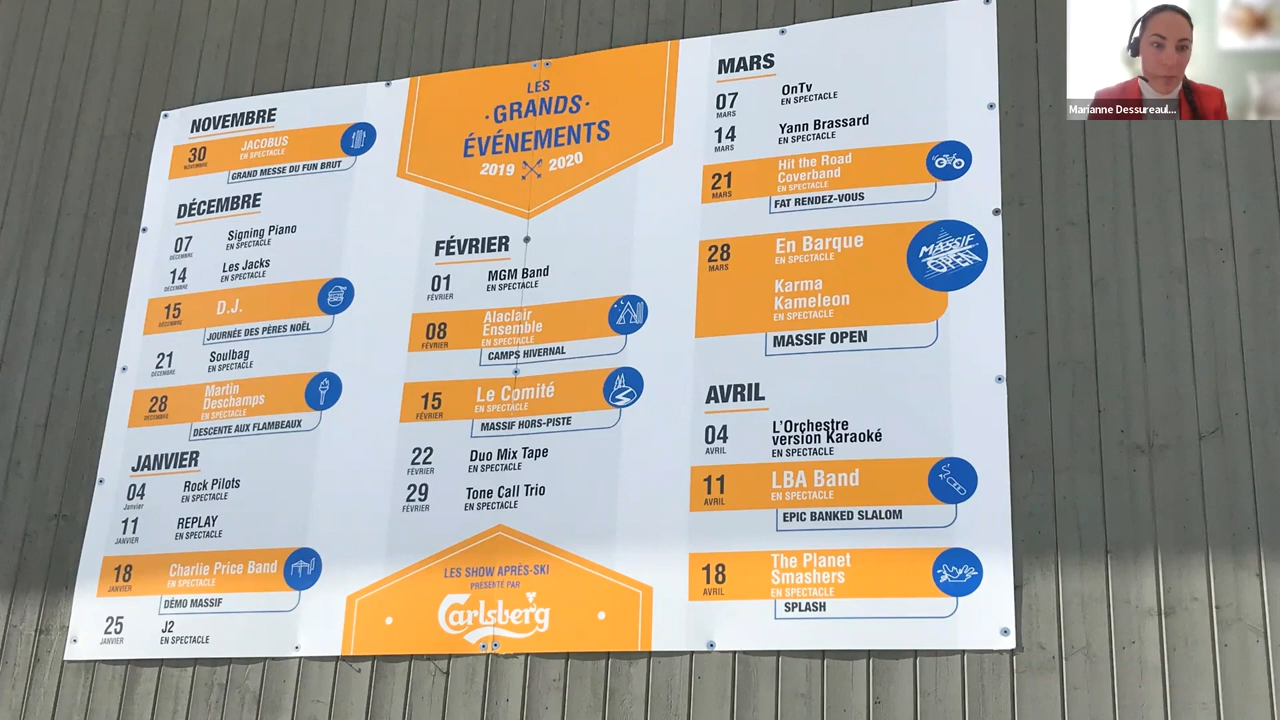 LES
·GRANDS·
ÉVÉNEMENTS
2019 2020
NOVEMBRE
30 NOVEMBRE
JACOBUS
EN SPECTACLE
GRAND MESSE DU FUN BRUT
DÉCEMBRE
07 DÉCEMBRE
Signing Piano
EN SPECTACLE
14 DÉCEMBRE
Les Jacks
EN SPECTACLE
15 DÉCEMBRE
D.J.
JOURNÉE DES PÈRES NOËL
21 DÉCEMBRE
Soulbag
EN SPECTACLE
28 DÉCEMBRE
Martin
Deschamps
EN SPECTACLE
DESCENTE AUX FLAMBEAUX
JANVIER
04 Janvier
Rock Pilots
EN SPECTACLE
11 JANVIER
REPLAY
EN SPECTACLE
18 JANVIER
Charlie Price Band
EN SPECTACLE
DÉMO MASSIF
25 JANVIER
J2
EN SPECTACLE
FÉVRIER
01 FÉVRIER
MGM Band
EN SPECTACLE
08 FÉVRIER
Alaclair
Ensemble
EN SPECTACLE
CAMPS HIVERNAL
15 FÉVRIER
Le Comité
EN SPECTACLE
MASSIF HORS-PISTE
22 FÉVRIER
Duo Mix Tape
EN SPECTACLE
29 FÉVRIER
Tone Call Trio
EN SPECTACLE
LES SHOW APRÈS-SKI
PRÉSENTÉ PAR
Carlsberg
MARS
07 MARS
OnTv
EN SPECTACLE
14 MARS
Yann Brassard
EN SPECTACLE
21 MARS
Hit the Road
Coverband
EN SPECTACLE
FAT RENDEZ-VOUS
28 MARS
En Barque
EN SPECTACLE
Karma
Kameleon
EN SPECTACLE
MASSIF
OPEN
MASSIF OPEN
AVRIL
04 AVRIL
L'Orchestre
version Karaoké
EN SPECTACLE
11 AVRIL
LBA Band
EN SPECTACLE
EPIC BANKED SLALOM
18 AVRIL
The Planet
Smashers
EN SPECTACLE
SPLASH
Marianne Dessureaul...